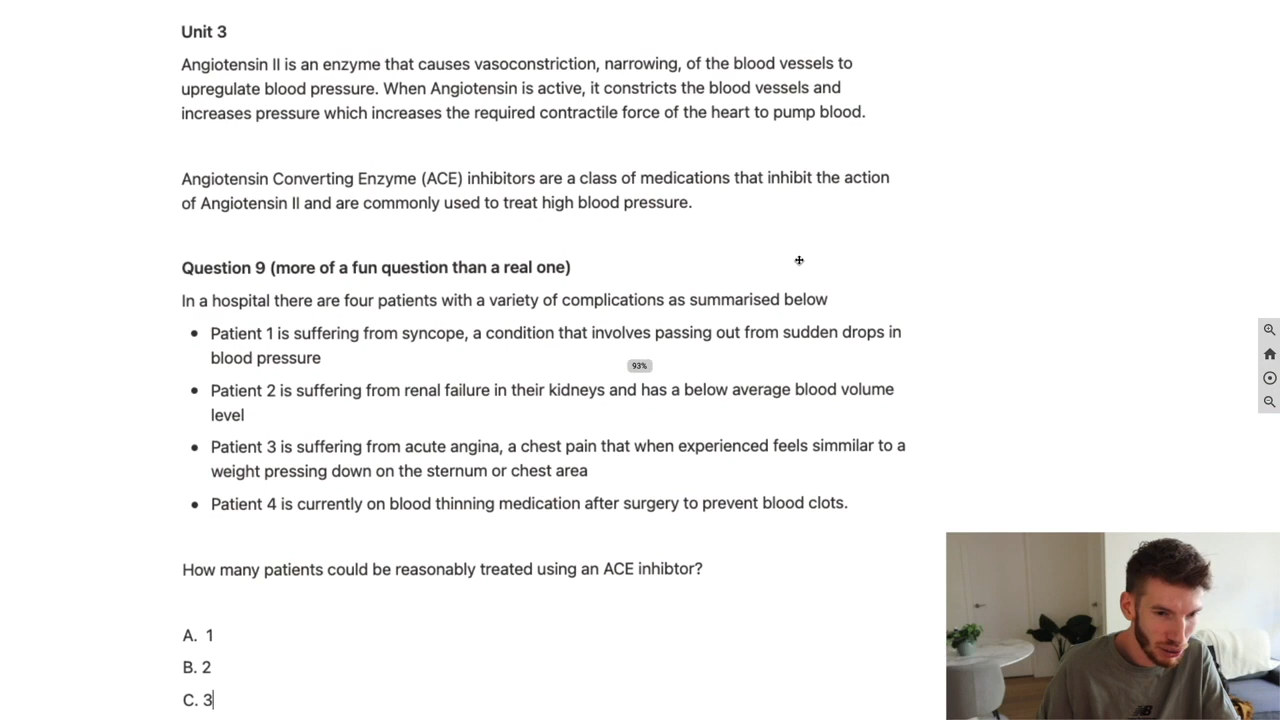 Unit 3
Angiotensin II is an enzyme that causes vasoconstriction, narrowing, of the blood vessels to
upregulate blood pressure. When Angiotensin is active, it constricts the blood vessels and
increases pressure which increases the required contractile force of the heart to pump blood.
Angiotensin Converting Enzyme (ACE) inhibitors are a class of medications that inhibit the action
of Angiotensin II and are commonly used to treat high blood pressure.
Question 9 (more of a fun question than a real one)
In a hospital there are four patients with a variety of complications as summarised below
• Patient 1 is suffering from syncope, a condition that involves passing out from sudden drops in
blood pressure
93%
• Patient 2 is suffering from renal failure in their kidneys and has a below average blood volume
level
• Patient 3 is suffering from acute angina, a chest pain that when experienced feels simmilar to a
weight pressing down on the sternum or chest area
• Patient 4 is currently on blood thinning medication after surgery to prevent blood clots.
How many patients could be reasonably treated using an ACE inhibtor?
A. 1
B. 2
C. 3
NB